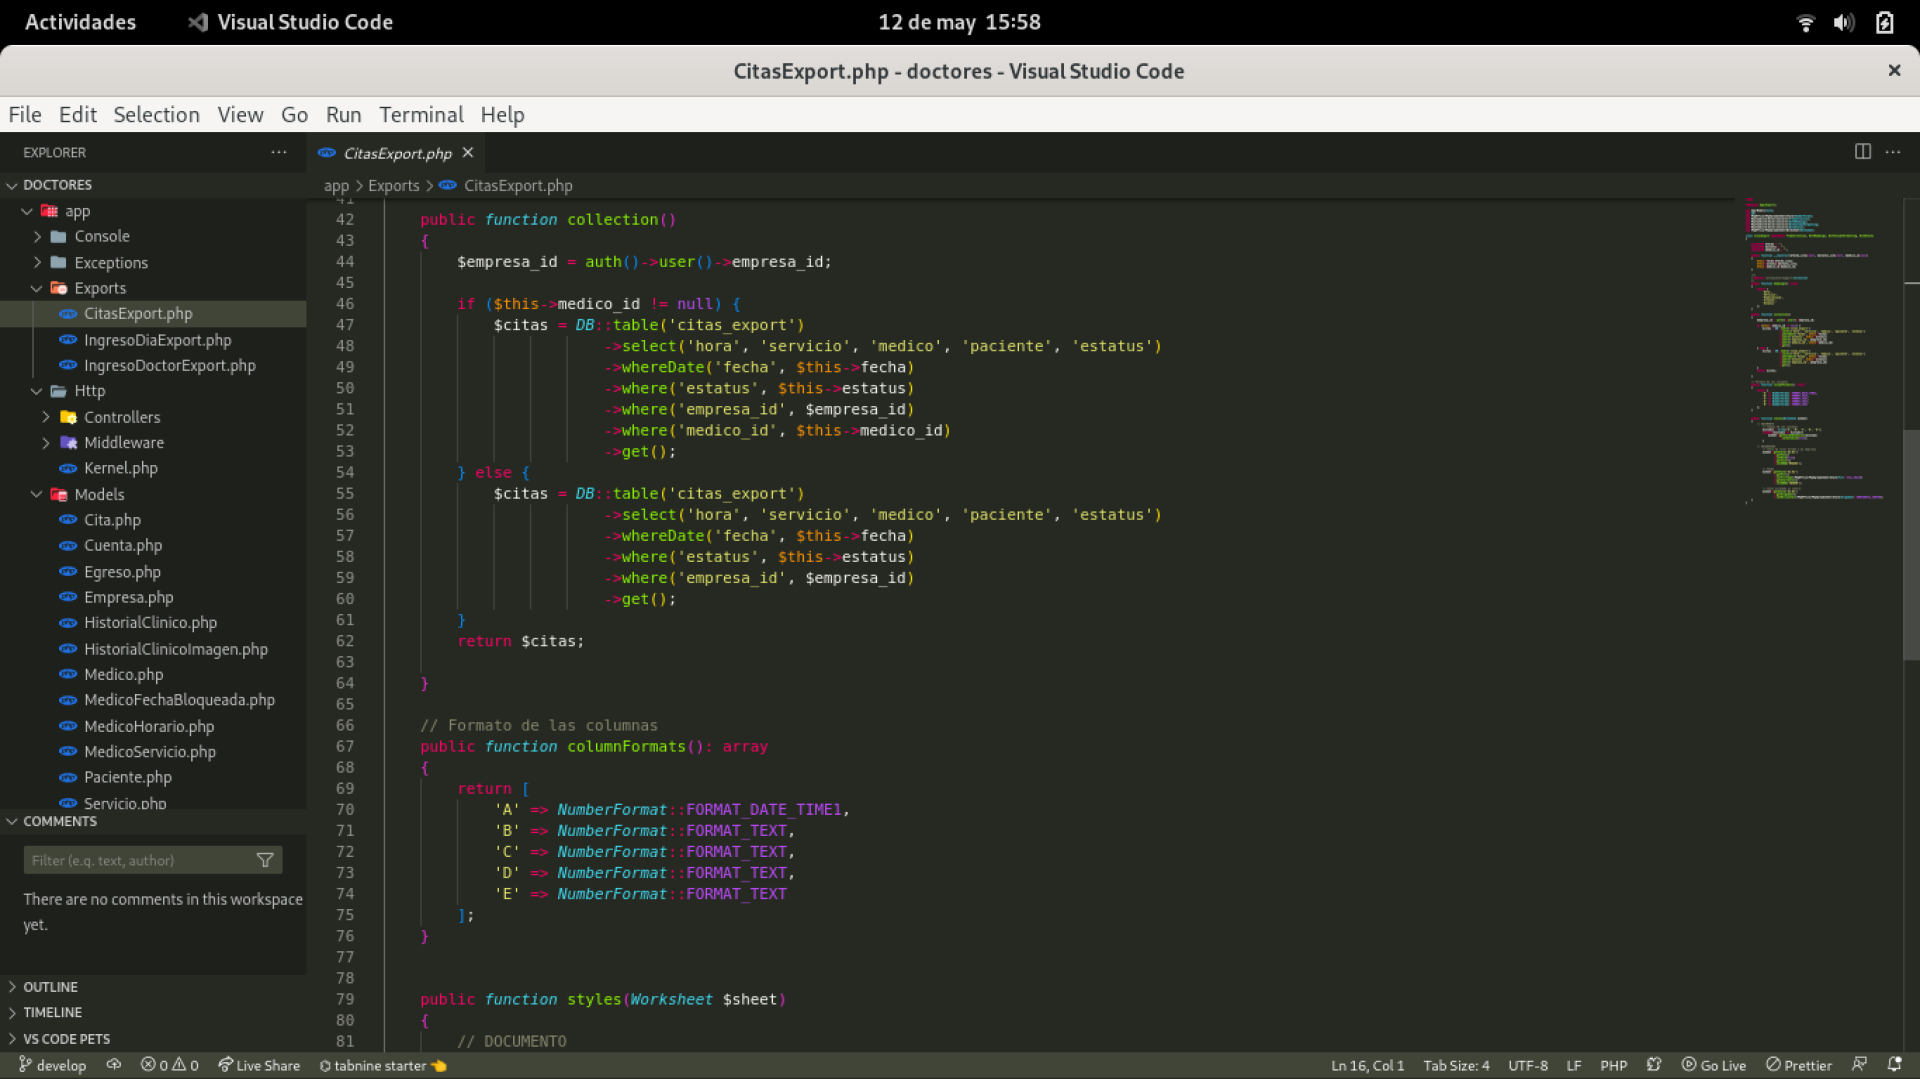 Actividades
Visual Studio Code
12 de may 15:58
CitasExport.php - doctores - Visual Studio Code
File Edit Selection View Go Run Terminal Help
EXPLORER
DOCTORES
app
Console
Exceptions
Exports
CitasExport.php
IngresoDiaExport.php
IngresoDoctorExport.php
Http
Controllers
Middleware
Kernel.php
Models
Cita.php
Cuenta.php
Egreso.php
Empresa.php
HistorialClinico.php
HistorialClinicoImagen.php
Medico.php
MedicoFechaBloqueada.php
MedicoHorario.php
MedicoServicio.php
Paciente.php
Servicio.php
COMMENTS
Filter (e.g. text, author)
There are no comments in this workspace
yet.
OUTLINE
TIMELINE
VS CODE PETS
CitasExport.php
app > Exports > CitasExport.php
41
42 public function collection()
43 {
44 $empresa_id = auth()->user()->empresa_id;
45
46 if ($this->medico_id != null) {
47 $citas = DB::table('citas_export')
48 ->select('hora', 'servicio', 'medico', 'paciente', 'estatus')
49 ->whereDate('fecha', $this->fecha)
50 ->where('estatus', $this->estatus)
51 ->where('empresa_id', $empresa_id)
52 ->where('medico_id', $this->medico_id)
53 ->get();
54 } else {
55 $citas = DB::table('citas_export')
56 ->select('hora', 'servicio', 'medico', 'paciente', 'estatus')
57 ->whereDate('fecha', $this->fecha)
58 ->where('estatus', $this->estatus)
59 ->where('empresa_id', $empresa_id)
60 ->get();
61 }
62 return $citas;
63
64 }
65
66 // Formato de las columnas
67 public function columnFormats(): array
68 {
69 return [
70 'A' => NumberFormat::FORMAT_DATE_TIME1,
71 'B' => NumberFormat::FORMAT_TEXT,
72 'C' => NumberFormat::FORMAT_TEXT,
73 'D' => NumberFormat::FORMAT_TEXT,
74 'E' => NumberFormat::FORMAT_TEXT
75 ];
76 }
77
78
79 public function styles(Worksheet $sheet)
80 {
81 // DOCUMENTO
develop 0 0 Live Share tabnine starter Ln 16, Col 1 Tab Size: 4 UTF-8 LF PHP Go Live Prettier